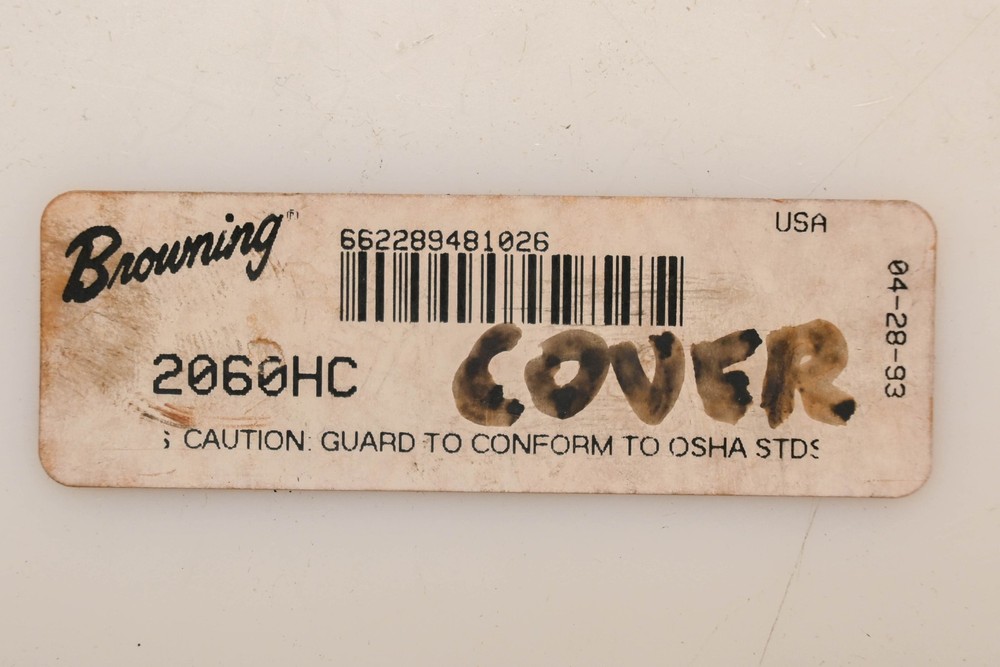 Browning®
662289481026
USA
04-28-93
2060HC
COVER
CAUTION: GUARD TO CONFORM TO OSHA STDS